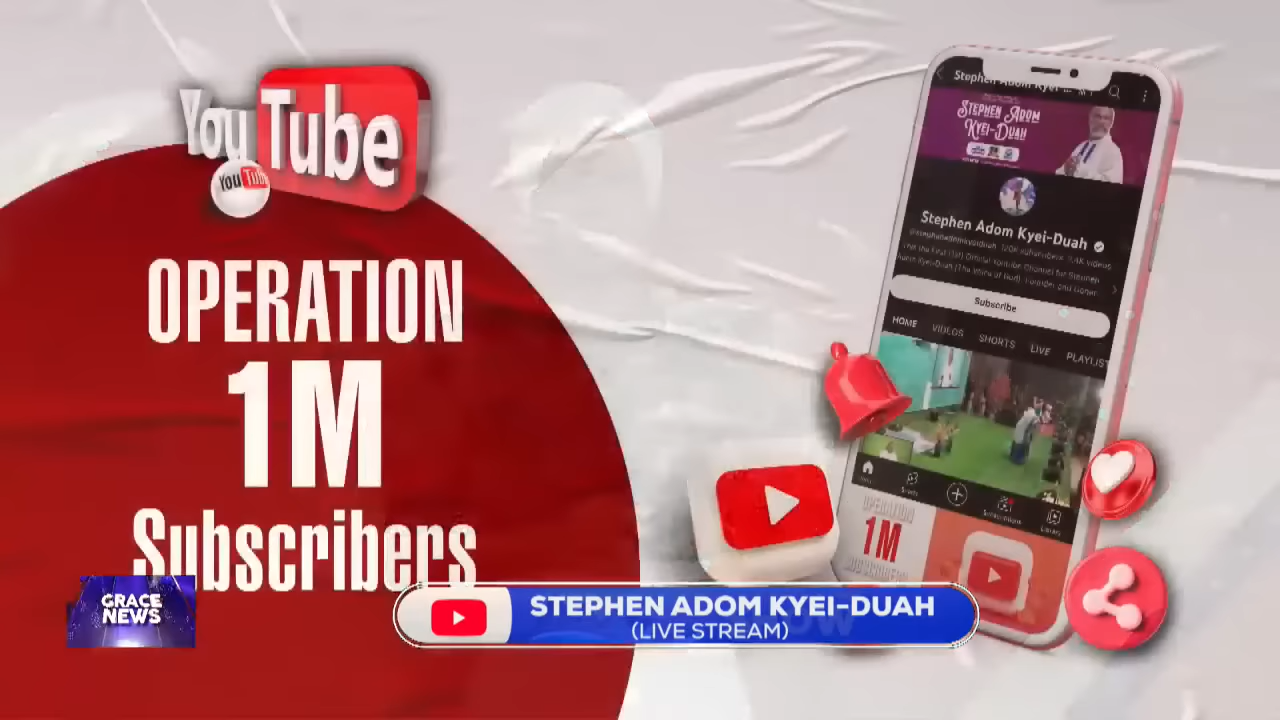 YouTube
YouTube
OPERATION
1M
Subscribers
GRACE
NEWS
STEPHEN ADOM KYEI-DUAH
(LIVE STREAM)
STEPHEN ADOM
KYEI-DUAH
Stephen Adom Kyei-Duah
Subscribe
HOME VIDEOS SHORTS LIVE PLAYLIST
OPERATION
1M